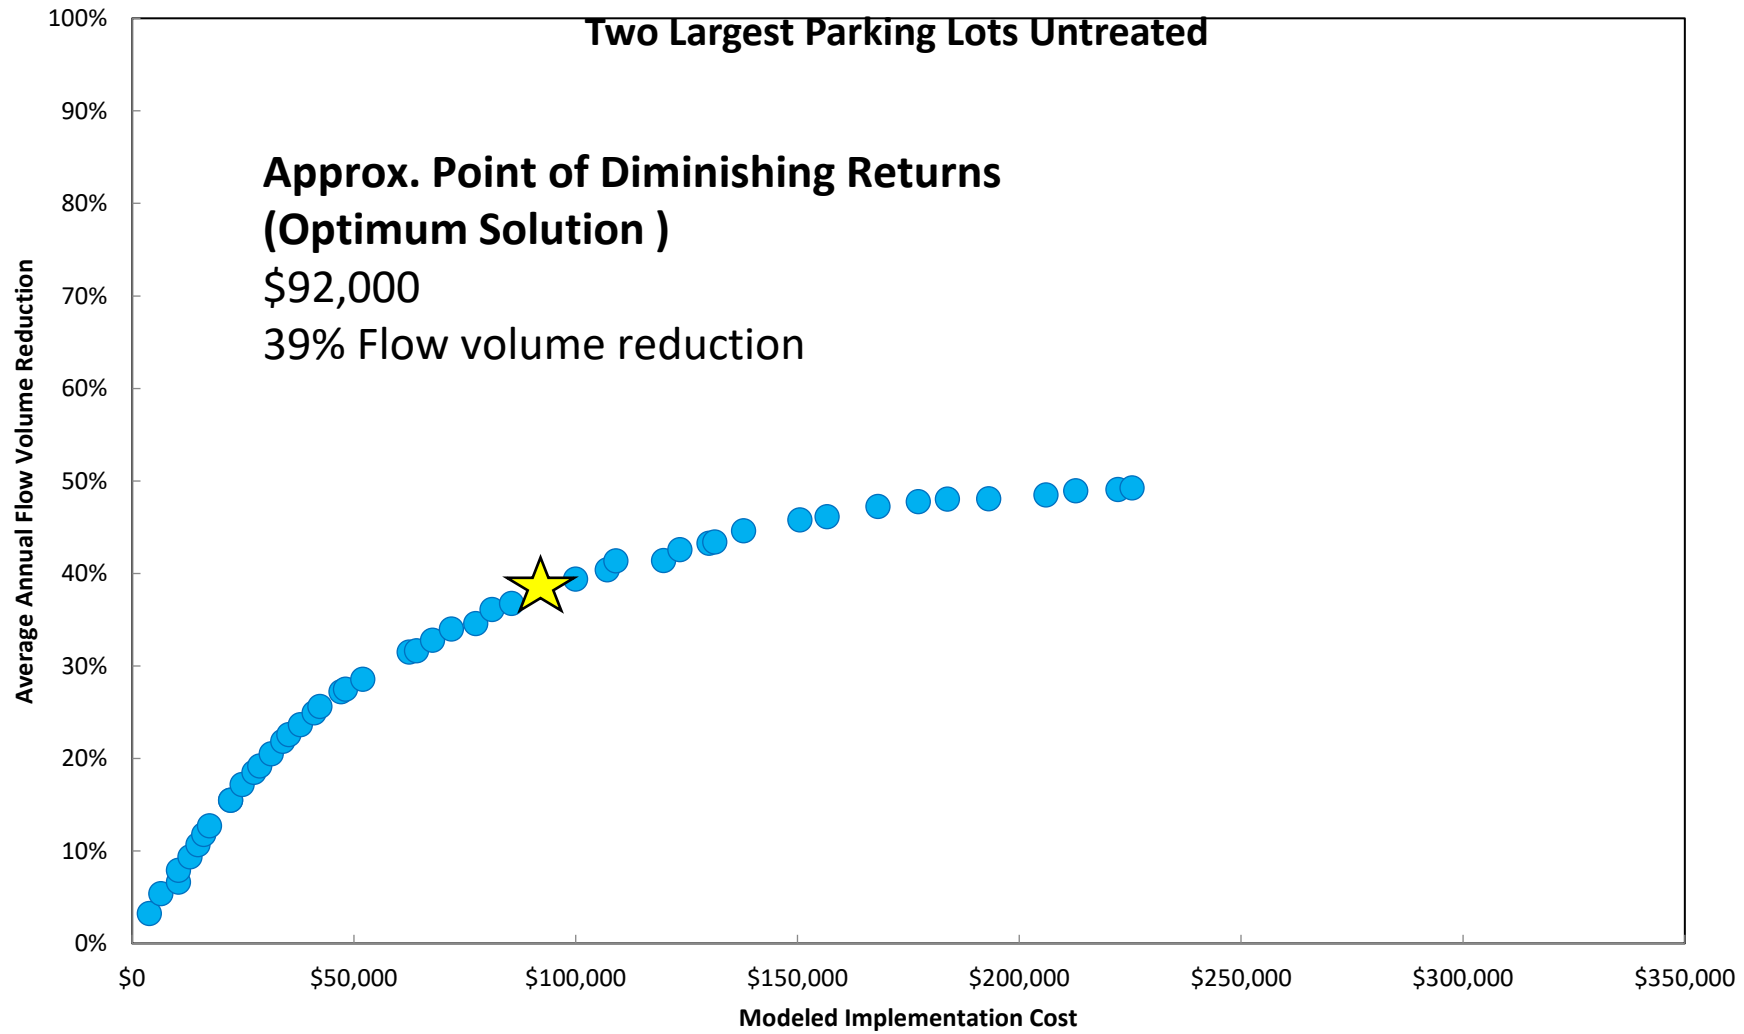 Two Largest Parking Lots Untreated
Approx. Point of Diminishing Returns
(Optimum Solution )
$92,000
39% Flow volume reduction
Average Annual Flow Volume Reduction
100%
90%
80%
70%
60%
50%
40%
30%
20%
10%
0%
$0 $50,000 $100,000 $150,000 $200,000 $250,000 $300,000 $350,000
Modeled Implementation Cost